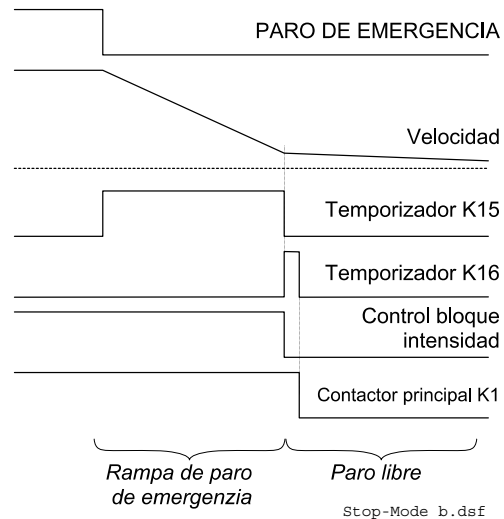 PARO DE EMERGENCIA
Velocidad
Temporizador K15
Temporizador K16
Control bloque
intensidad
Contactor principal K1
Rampa de paro
de emergenzia
Paro libre
Stop-Mode b.dsf